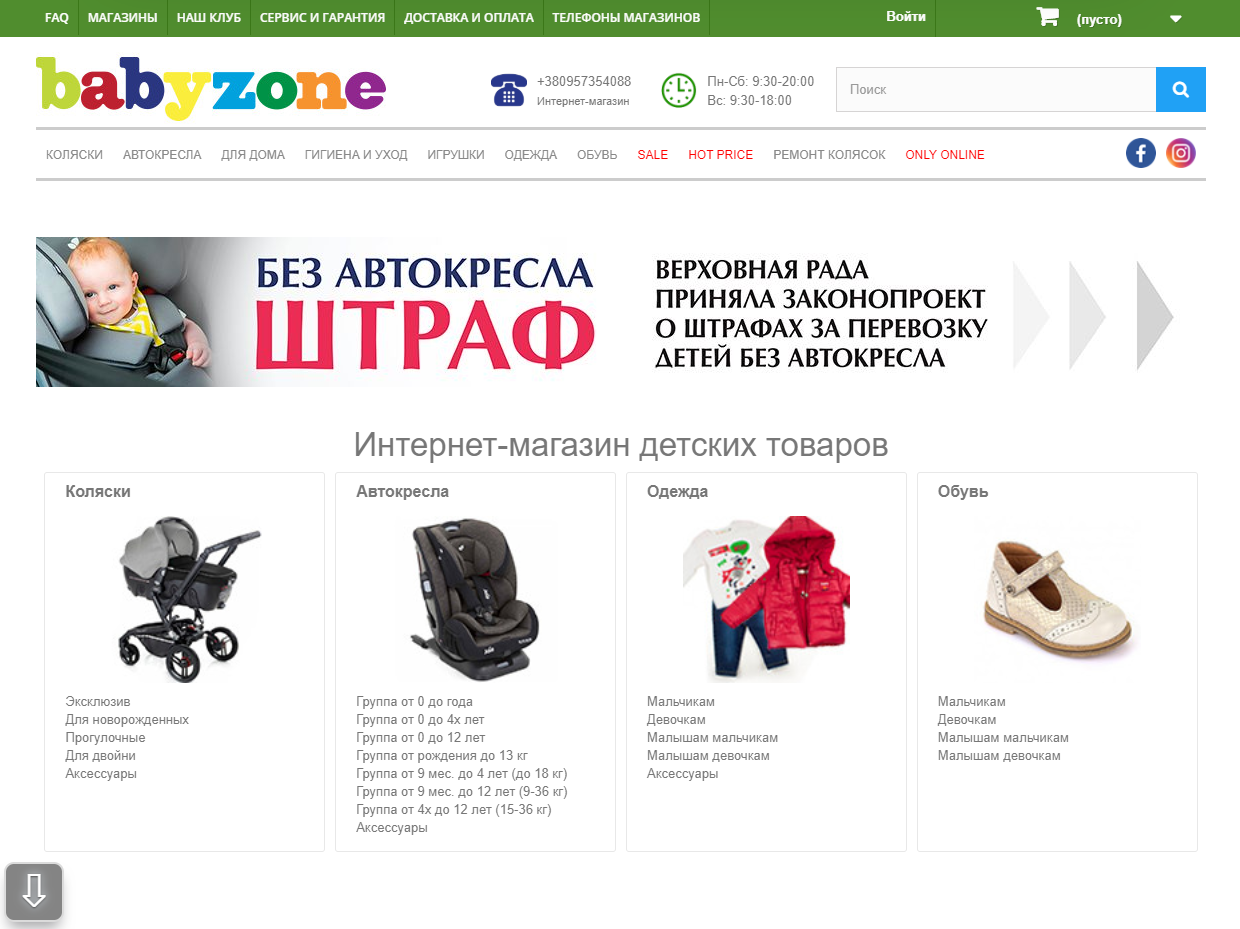 FAQ МАГАЗИНЫ НАШ КЛУБ СЕРВИС И ГАРАНТИЯ ДОСТАВКА И ОПЛАТА ТЕЛЕФОНЫ МАГАЗИНОВ Войти (пусто)
babyzone
+380957354088
Интернет-магазин
Пн-Сб: 9:30-20:00
Вс: 9:30-18:00
Поиск
КОЛЯСКИ АВТОКРЕСЛА ДЛЯ ДОМА ГИГИЕНА И УХОД ИГРУШКИ ОДЕЖДА ОБУВЬ SALE HOT PRICE РЕМОНТ КОЛЯСОК ONLY ONLINE
БЕЗ АВТОКРЕСЛА
ШТРАФ
ВЕРХОВНАЯ РАДА
ПРИНЯЛА ЗАКОНОПРОЕКТ
О ШТРАФАХ ЗА ПЕРЕВОЗКУ
ДЕТЕЙ БЕЗ АВТОКРЕСЛА
Интернет-магазин детских товаров
Коляски
Эксклюзив
Для новорожденных
Прогулочные
Для двойни
Аксессуары
Автокресла
Группа от 0 до года
Группа от 0 до 4х лет
Группа от 0 до 12 лет
Группа от рождения до 13 кг
Группа от 9 мес. до 4 лет (до 18 кг)
Группа от 9 мес. до 12 лет (9-36 кг)
Группа от 4х до 12 лет (15-36 кг)
Аксессуары
Одежда
Мальчикам
Девочкам
Малышам мальчикам
Малышам девочкам
Аксессуары
Обувь
Мальчикам
Девочкам
Малышам мальчикам
Малышам девочкам